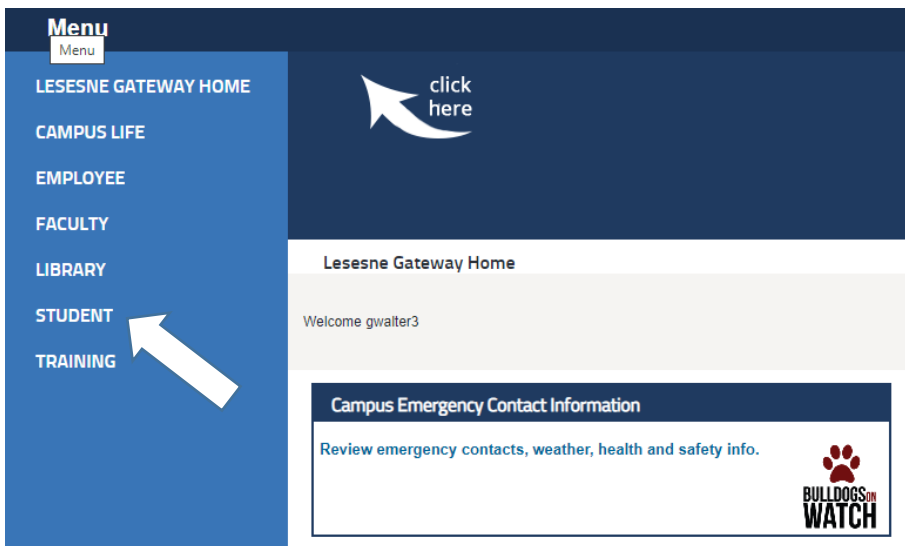 Menu
Menu
LESESNE GATEWAY HOME
CAMPUS LIFE
EMPLOYEE
FACULTY
LIBRARY
STUDENT
TRAINING
click
here
Lesesne Gateway Home
Welcome gwalter3
Campus Emergency Contact Information
Review emergency contacts, weather, health and safety info.
BULLDOGS ON
WATCH